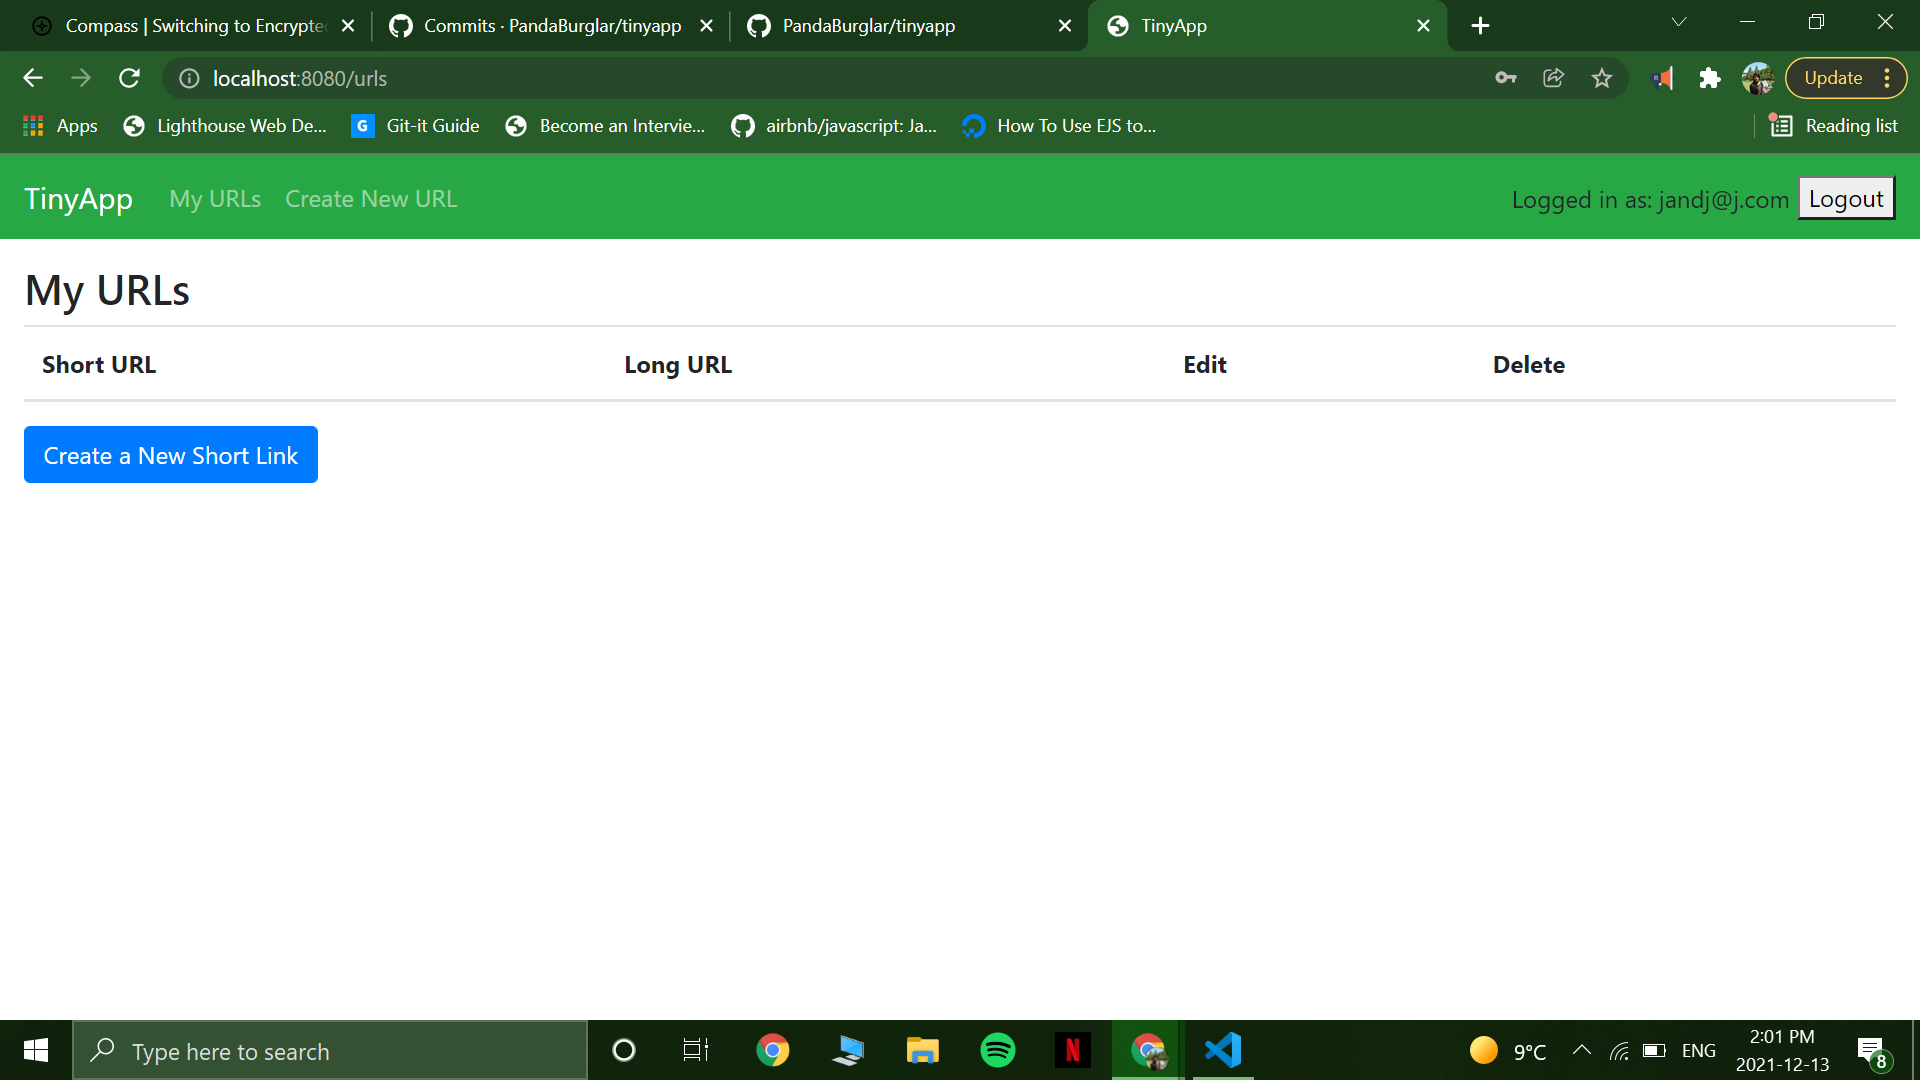 Compass | Switching to Encrypte
Commits · PandaBurglar/tinyapp
PandaBurglar/tinyapp
TinyApp
localhost:8080/urls
Update
Apps
Lighthouse Web De...
Git-it Guide
Become an Intervie...
airbnb/javascript: Ja...
How To Use EJS to...
Reading list
TinyApp
My URLs
Create New URL
Logged in as: jandj@j.com
Logout
My URLs
Short URL
Long URL
Edit
Delete
Create a New Short Link
Type here to search
9°C
ENG
2:01 PM
2021-12-13
8